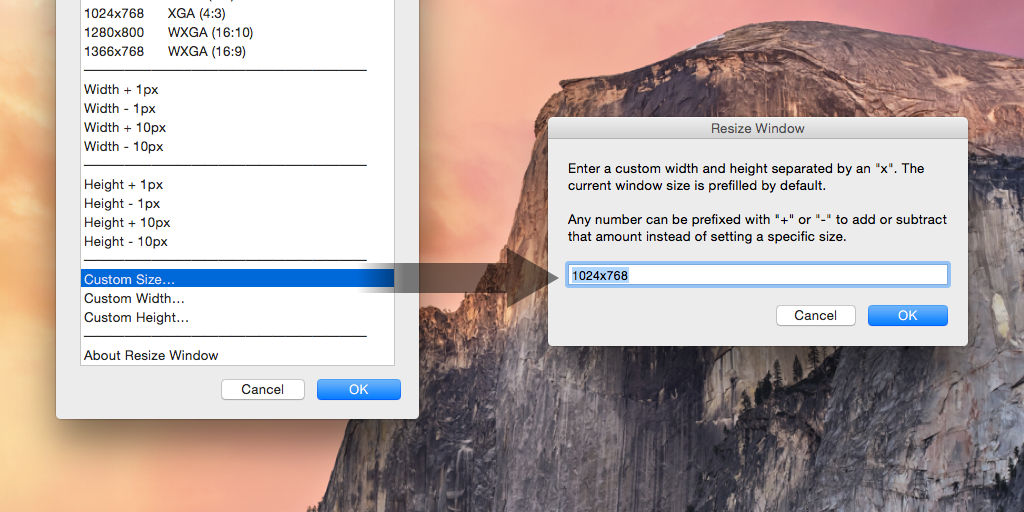 1024x768 XGA (4:3)
1280x800 WXGA (16:10)
1366x768 WXGA (16:9)
Width + 1px
Width - 1px
Width + 10px
Width - 10px
Height + 1px
Height - 1px
Height + 10px
Height - 10px
Custom Size...
Custom Width...
Custom Height...
About Resize Window
Cancel OK
Resize Window
Enter a custom width and height separated by an "x". The
current window size is prefilled by default.
Any number can be prefixed with "+" or "-" to add or subtract
that amount instead of setting a specific size.
1024x768
Cancel OK